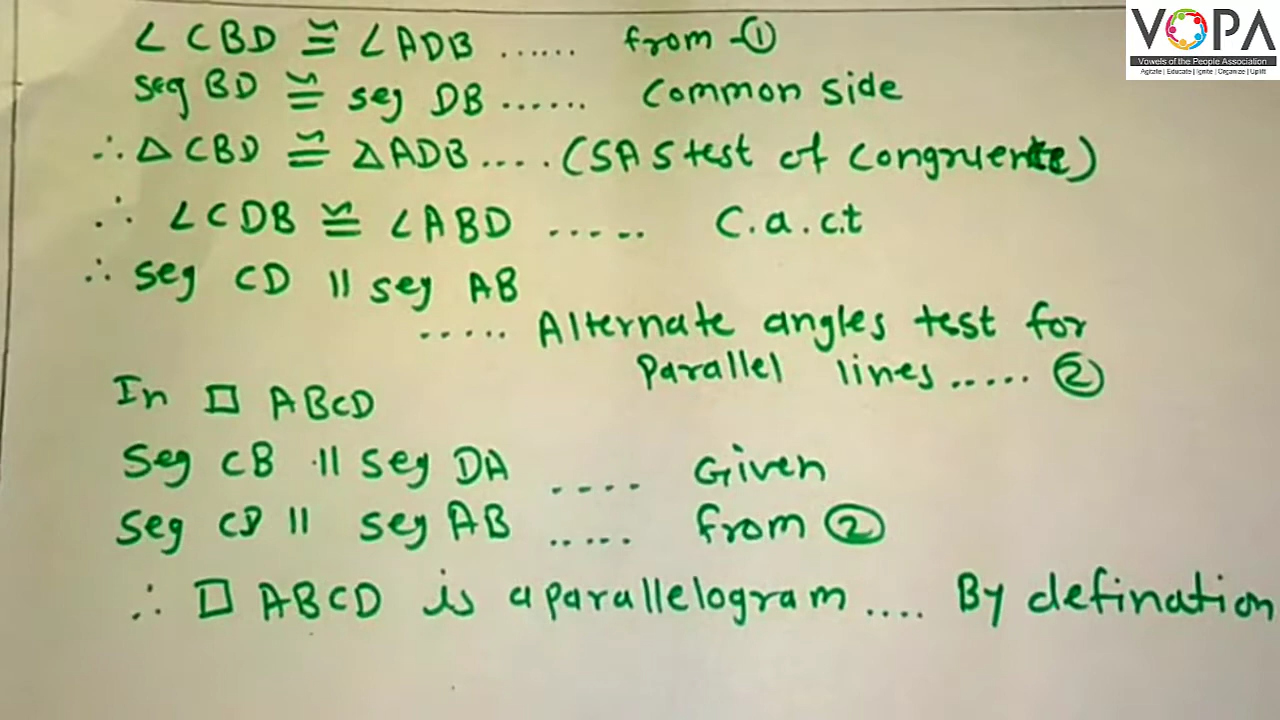 ∠CBD ≅ ∠ADB ...... from -①
seg BD ≅ seg DB ...... Common side
∴ △CBD ≅ △ADB .... (SAS test of Congruente)
∴ ∠CDB ≅ ∠ABD ..... C.a.c.t
∴ seg CD || seg AB
..... Alternate angles test for
Parallel lines ..... ②
In □ ABCD
Seg CB || seg DA .... Given
Seg CD || seg AB ..... from ②
∴ □ ABCD is a parallelogram .... By defination
VOPA
Vowels of the People Association
Agitate | Educate | Ignite | Organize | Uplift